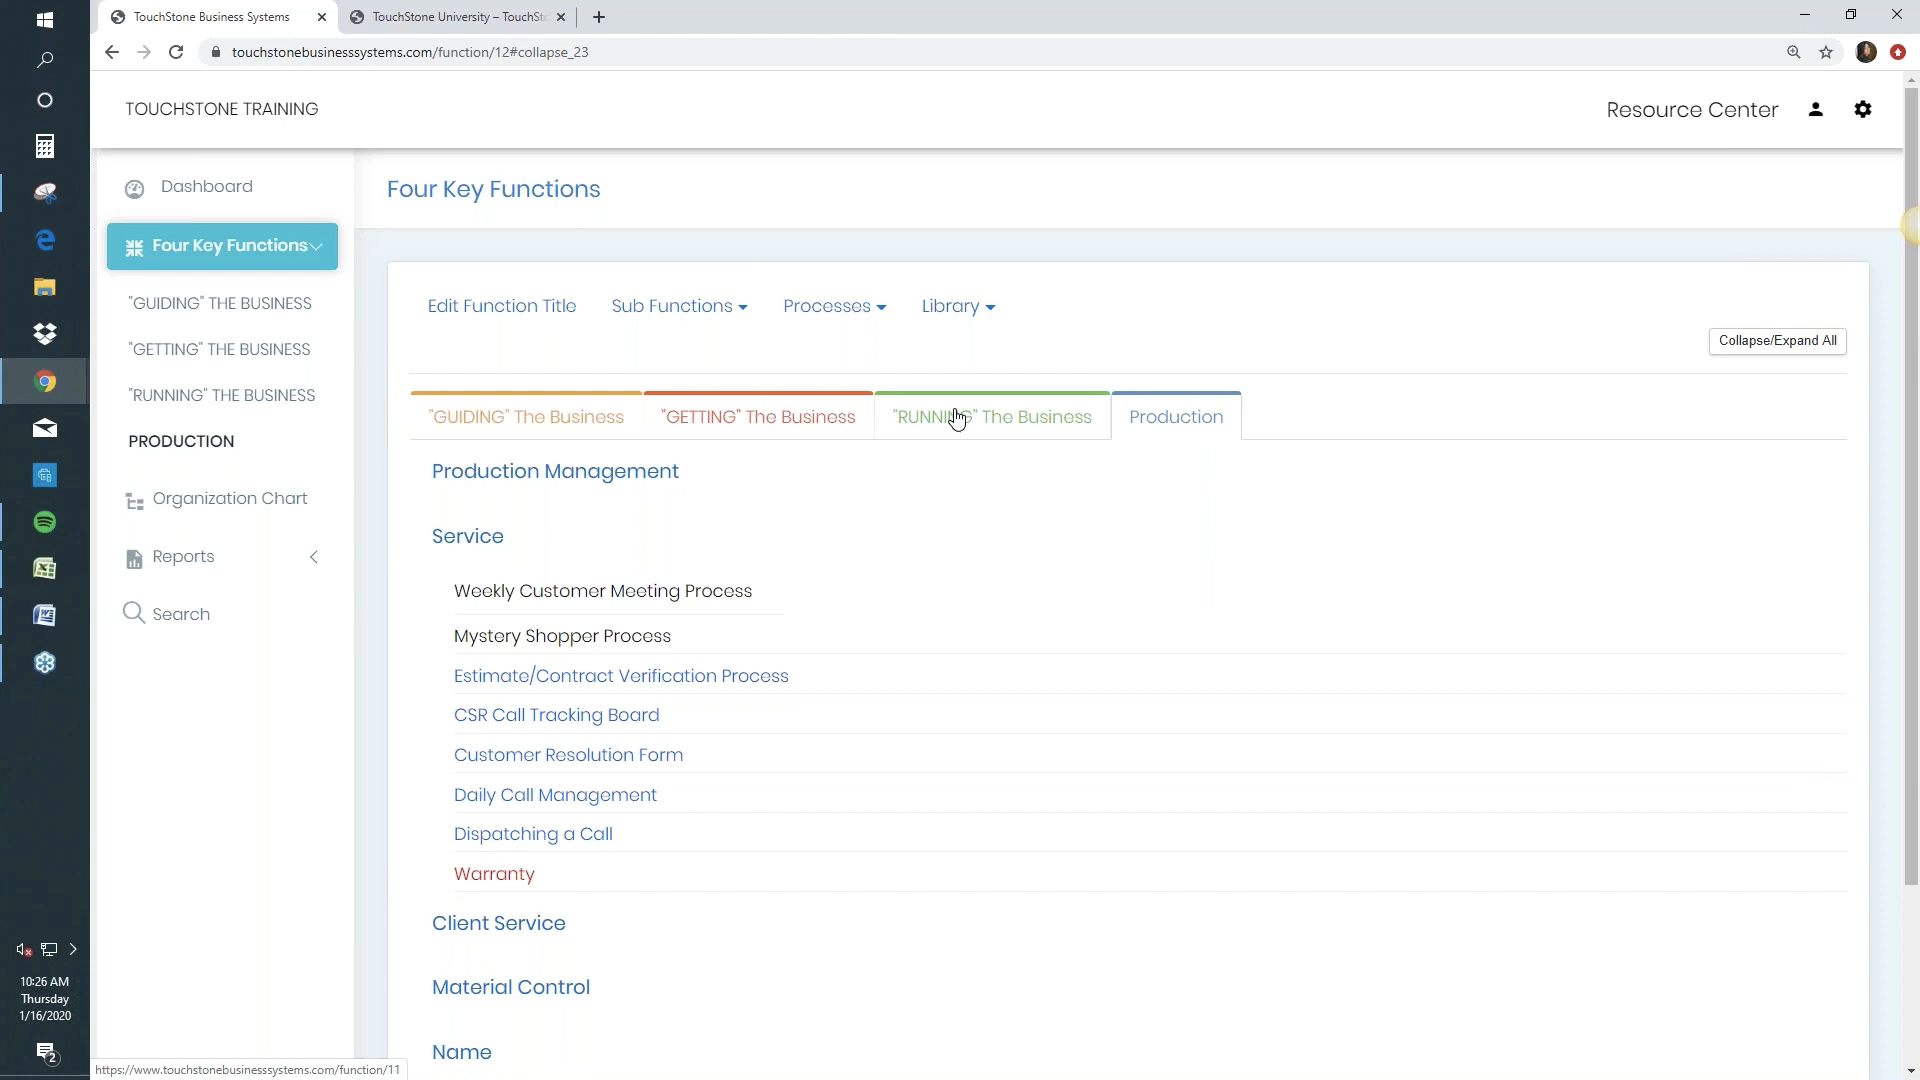 TouchStone Business Systems
TouchStone University – TouchSto
touchstonebusinesssystems.com/function/12#collapse_23
TOUCHSTONE TRAINING
Resource Center
Dashboard
Four Key Functions
"GUIDING" THE BUSINESS
"GETTING" THE BUSINESS
"RUNNING" THE BUSINESS
PRODUCTION
Organization Chart
Reports
Search
Four Key Functions
Edit Function Title
Sub Functions
Processes
Library
Collapse/Expand All
"GUIDING" The Business
"GETTING" The Business
"RUNNING" The Business
Production
Production Management
Service
Weekly Customer Meeting Process
Mystery Shopper Process
Estimate/Contract Verification Process
CSR Call Tracking Board
Customer Resolution Form
Daily Call Management
Dispatching a Call
Warranty
Client Service
Material Control
Name
10:26 AM
Thursday
1/16/2020
2
https://www.touchstonebusinesssystems.com/function/11